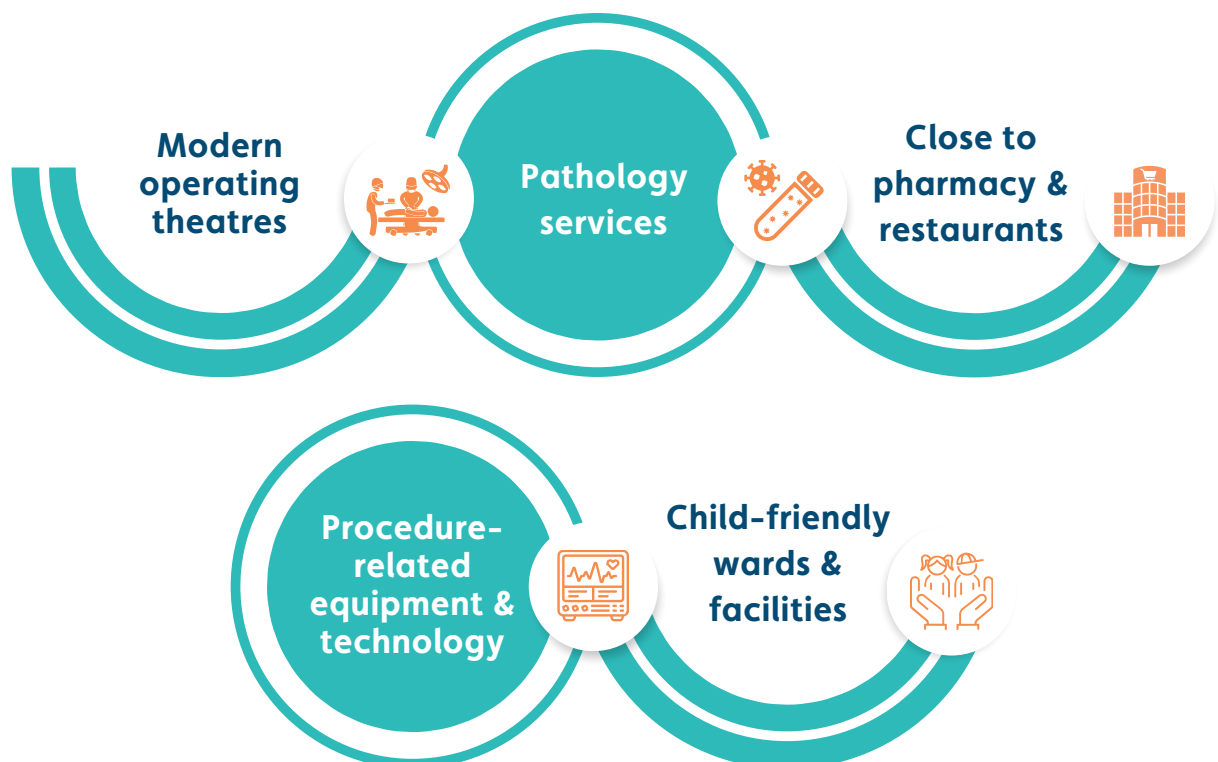 Modern
operating
theatres
Pathology
services
Close to
pharmacy &
restaurants
Procedure-
related
equipment &
technology
Child-friendly
wards &
facilities